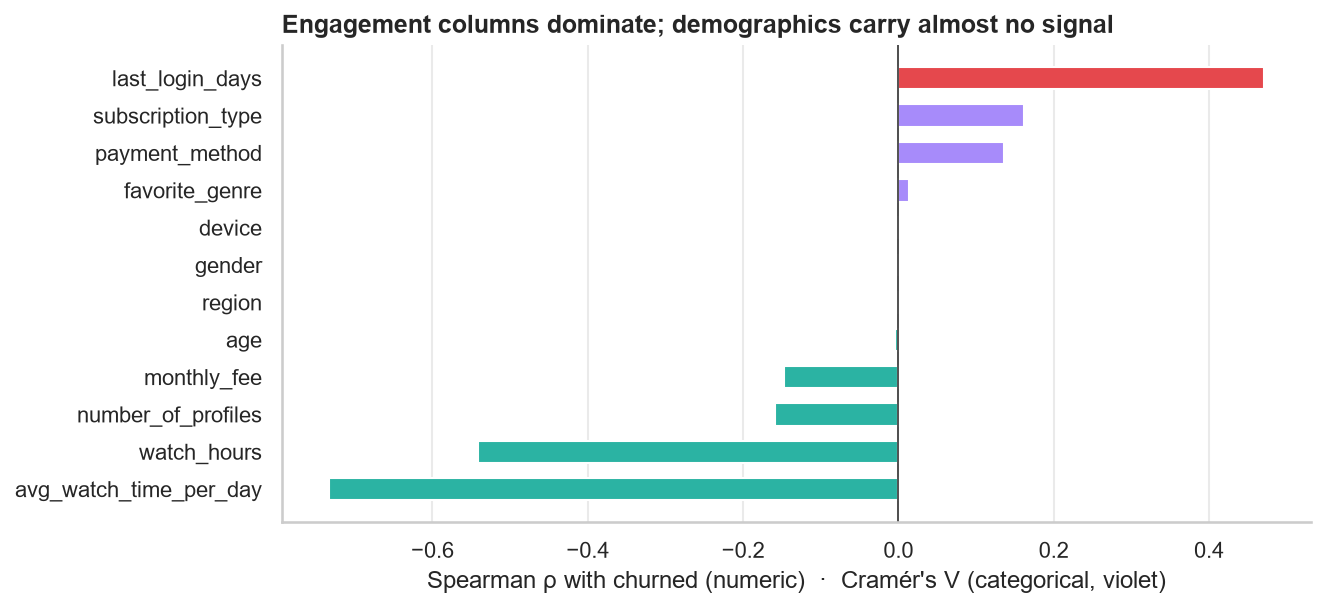 Engagement columns dominate; demographics carry almost no signal
last_login_days
subscription_type
payment_method
favorite_genre
device
gender
region
age
monthly_fee
number_of_profiles
watch_hours
avg_watch_time_per_day
−0.6 −0.4 −0.2 0.0 0.2 0.4
Spearman ρ with churned (numeric) · Cramér's V (categorical, violet)